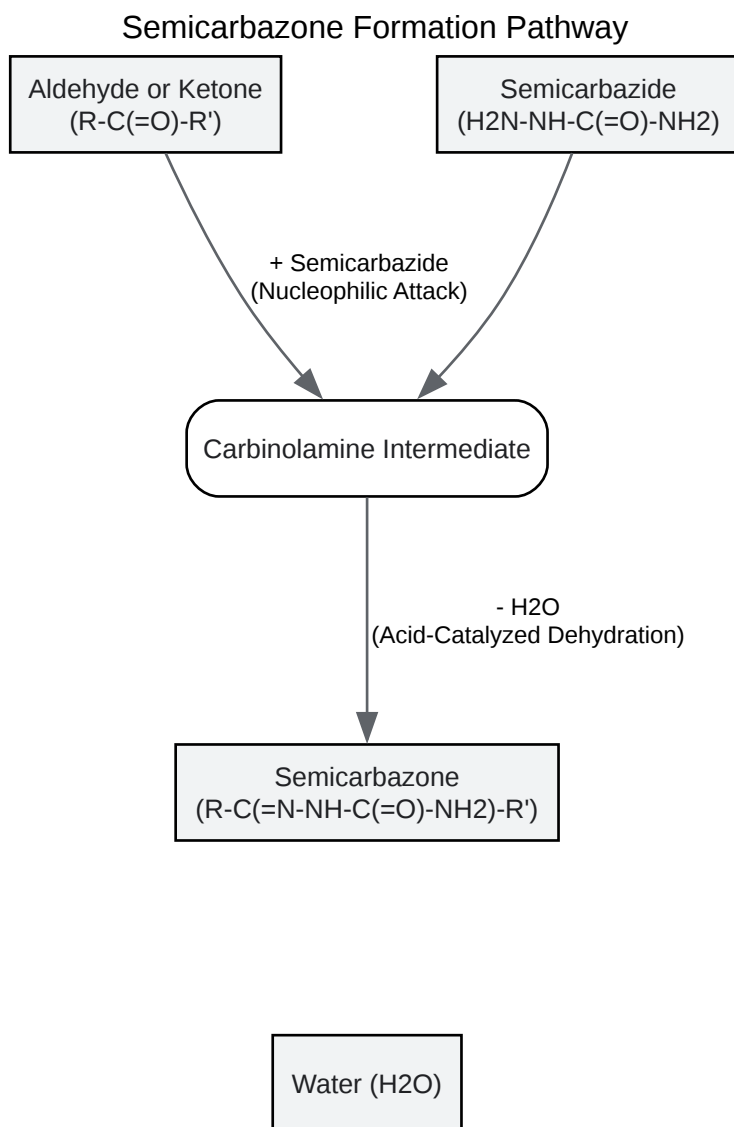 Semicarbazone Formation Pathway
Aldehyde or Ketone
(R-C(=O)-R')
Semicarbazide
(H2N-NH-C(=O)-NH2)
+ Semicarbazide
(Nucleophilic Attack)
Carbinolamine Intermediate
- H2O
(Acid-Catalyzed Dehydration)
Semicarbazone
(R-C(=N-NH-C(=O)-NH2)-R')
Water (H2O)